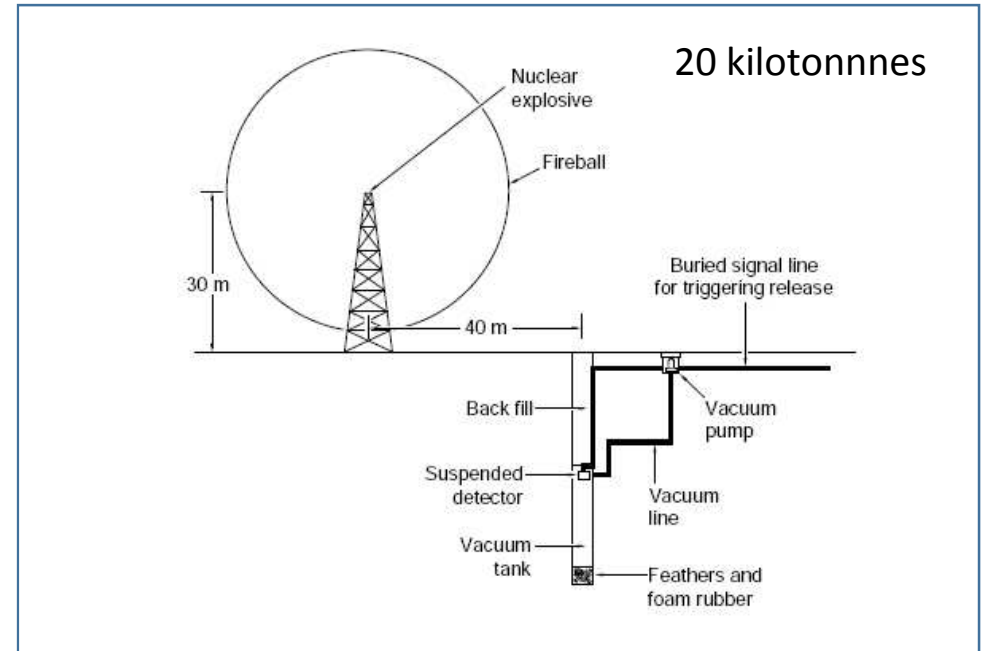 20 kilotonnnes
Nuclear
explosive
Fireball
30 m
40 m
Buried signal line
for triggering release
Back fill
Vacuum
pump
Suspended
detector
Vacuum
line
Vacuum
tank
Feathers and
foam rubber